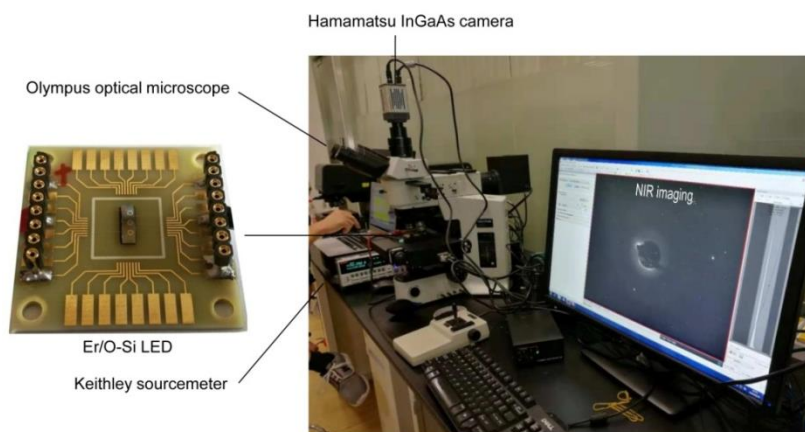 Hamamatsu InGaAs camera
Olympus optical microscope
NIR imaging
Er/O-Si LED
Keithley sourcemeter